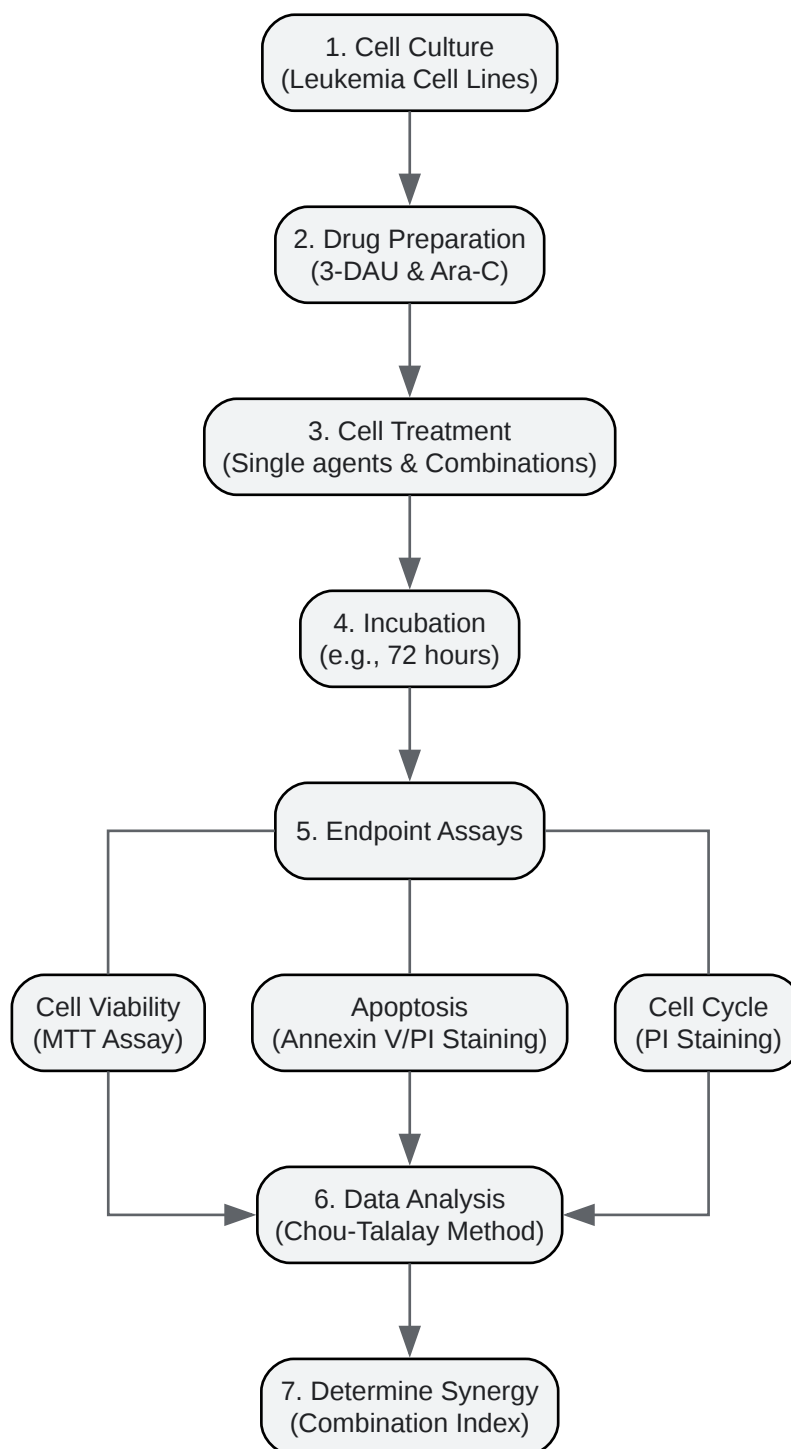 1. Cell Culture
(Leukemia Cell Lines)
2. Drug Preparation
(3-DAU & Ara-C)
3. Cell Treatment
(Single agents & Combinations)
4. Incubation
(e.g., 72 hours)
5. Endpoint Assays
Cell Viability
(MTT Assay)
Apoptosis
(Annexin V/PI Staining)
Cell Cycle
(PI Staining)
6. Data Analysis
(Chou-Talalay Method)
7. Determine Synergy
(Combination Index)